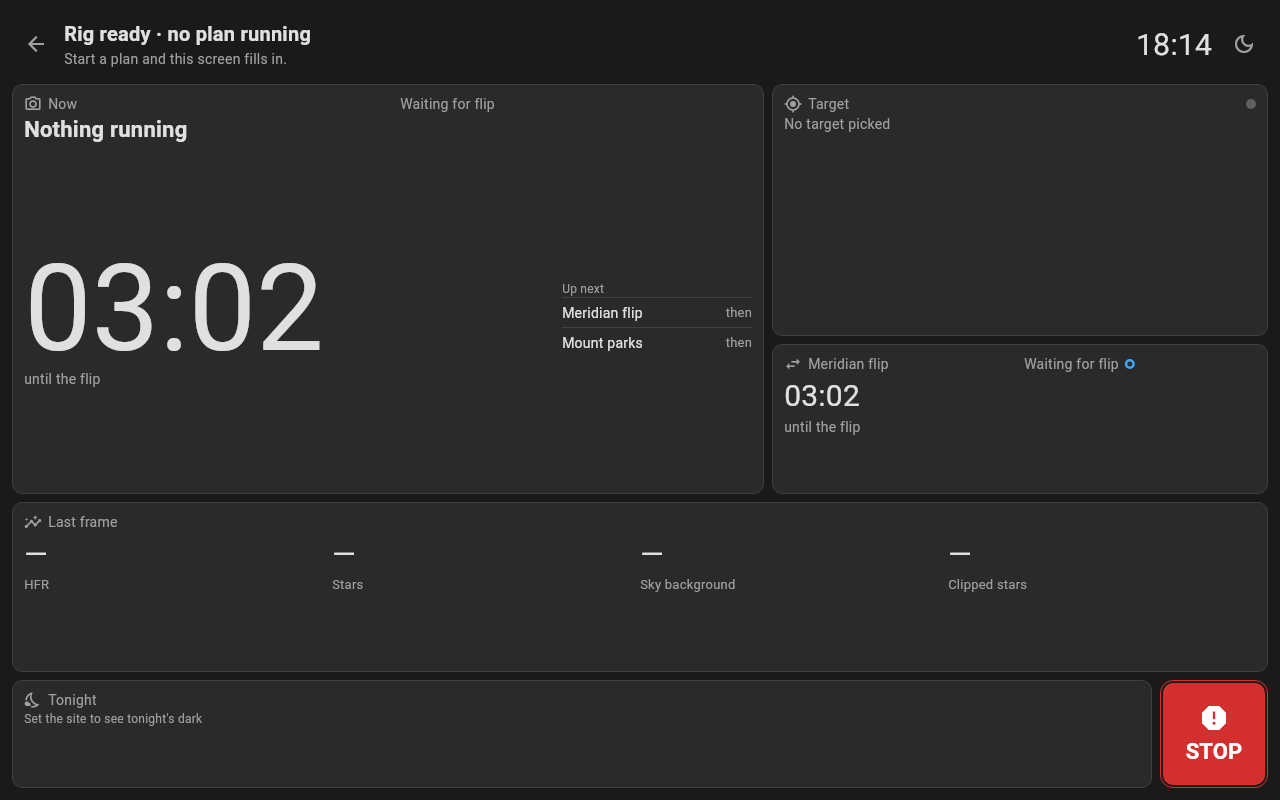 Rig ready · no plan running
Start a plan and this screen fills in.
18:14
Now
Waiting for flip
Nothing running
03:02
until the flip
Up next
Meridian flip then
Mount parks then
Target
No target picked
Meridian flip
Waiting for flip
03:02
until the flip
Last frame
— — — —
HFR Stars Sky background Clipped stars
Tonight
Set the site to see tonight's dark
STOP